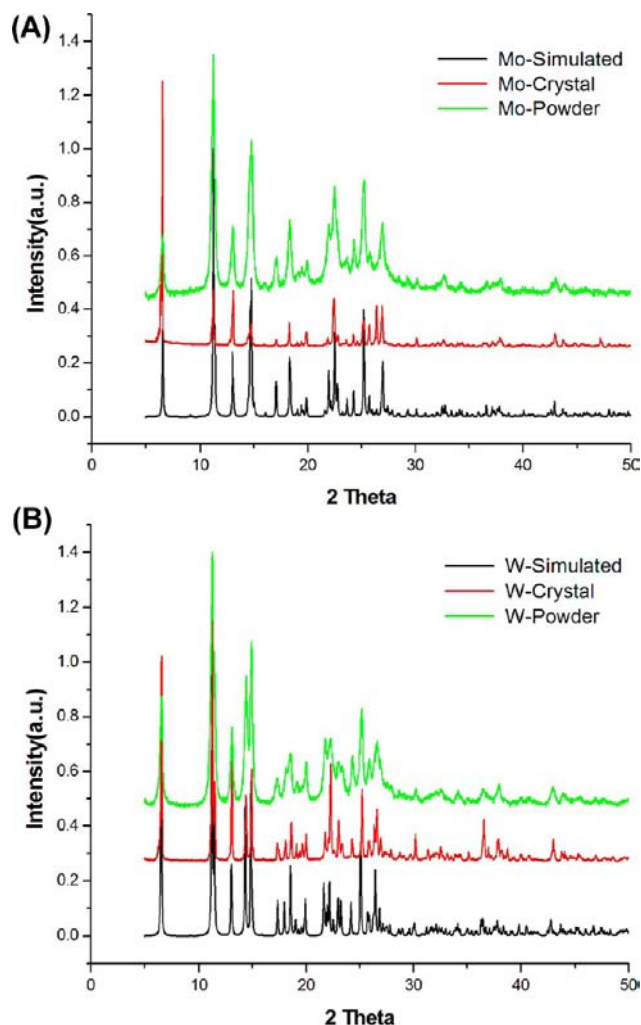 (A)
1.4
1.2
1.0
0.8
0.6
0.4
0.2
0.0
Intensity(a.u.)
Mo-Simulated
Mo-Crystal
Mo-Powder
0 10 20 30 40 50
2 Theta
(B)
1.4
1.2
1.0
0.8
0.6
0.4
0.2
0.0
Intensity(a.u.)
W-Simulated
W-Crystal
W-Powder
0 10 20 30 40 50
2 Theta